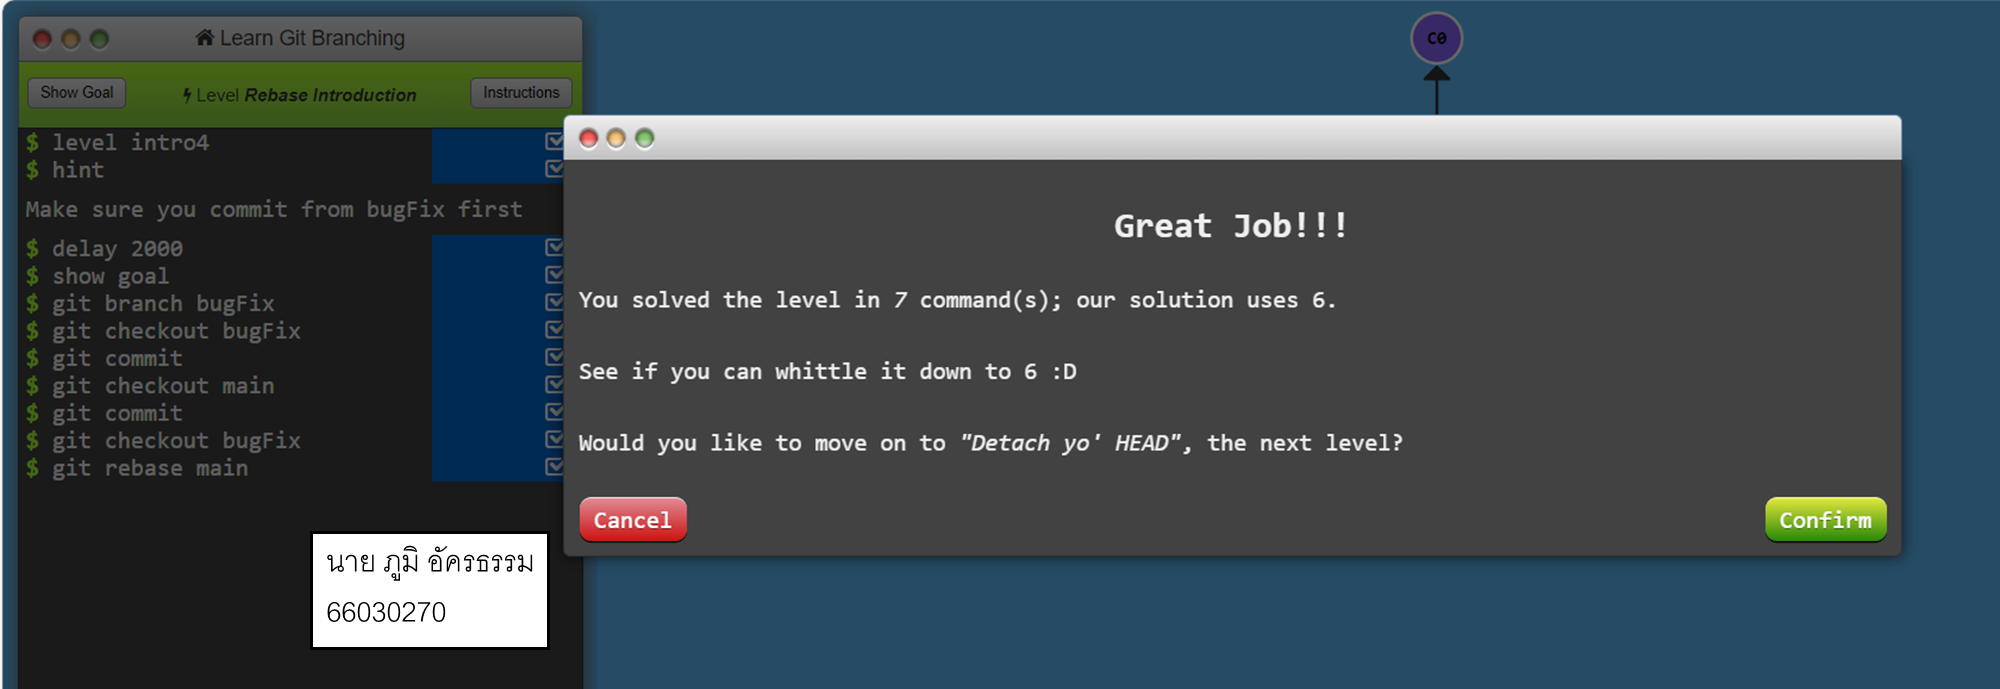 Learn Git Branching
Show Goal
Level Rebase Introduction
Instructions
$ level intro4
$ hint
Make sure you commit from bugFix first
$ delay 2000
$ show goal
$ git branch bugFix
$ git checkout bugFix
$ git commit
$ git checkout main
$ git commit
$ git checkout bugFix
$ git rebase main
นาย ภูมิ อัครธรรม
66030270
C0
Great Job!!!
You solved the level in 7 command(s); our solution uses 6.
See if you can whittle it down to 6 :D
Would you like to move on to "Detach yo' HEAD", the next level?
Cancel
Confirm